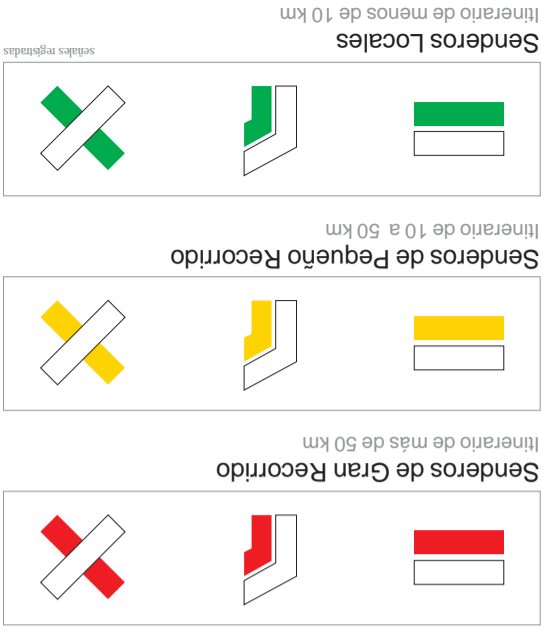 Senderos de Gran Recorrido
Itinerario de más de 50 km
Senderos de Pequeño Recorrido
Itinerario de 10 a 50 km
Senderos Locales
Itinerario de menos de 10 km
señales registradas